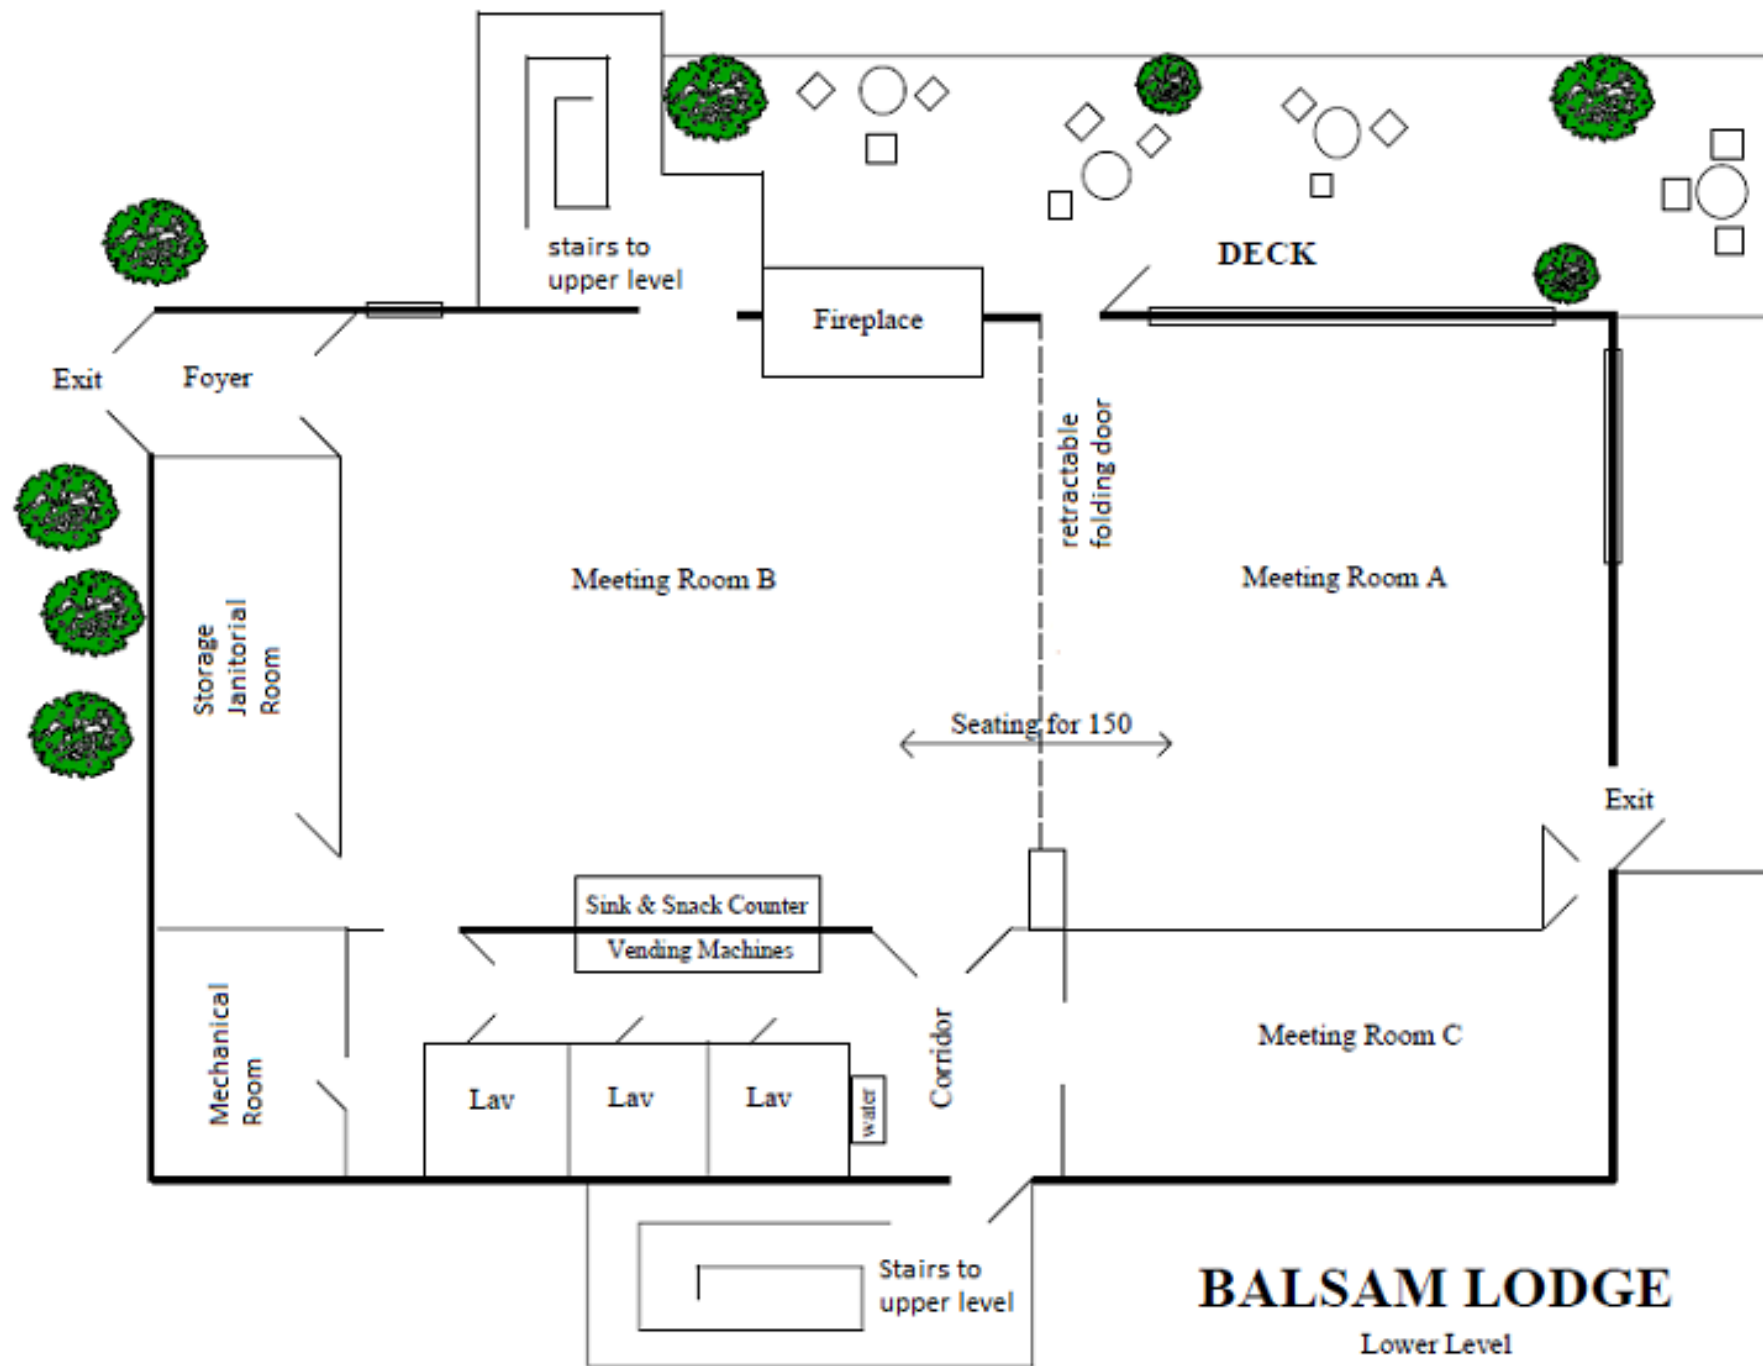 stairs to
upper level
DECK
Fireplace
Exit
Foyer
retractable
folding door
Meeting Room B
Meeting Room A
Storage
Janitorial
Room
Seating for 150
Exit
Sink & Snack Counter
Vending Machines
Mechanical
Room
Corridor
Meeting Room C
Lav
Lav
Lav
water
Stairs to
upper level
BALSAM LODGE
Lower Level